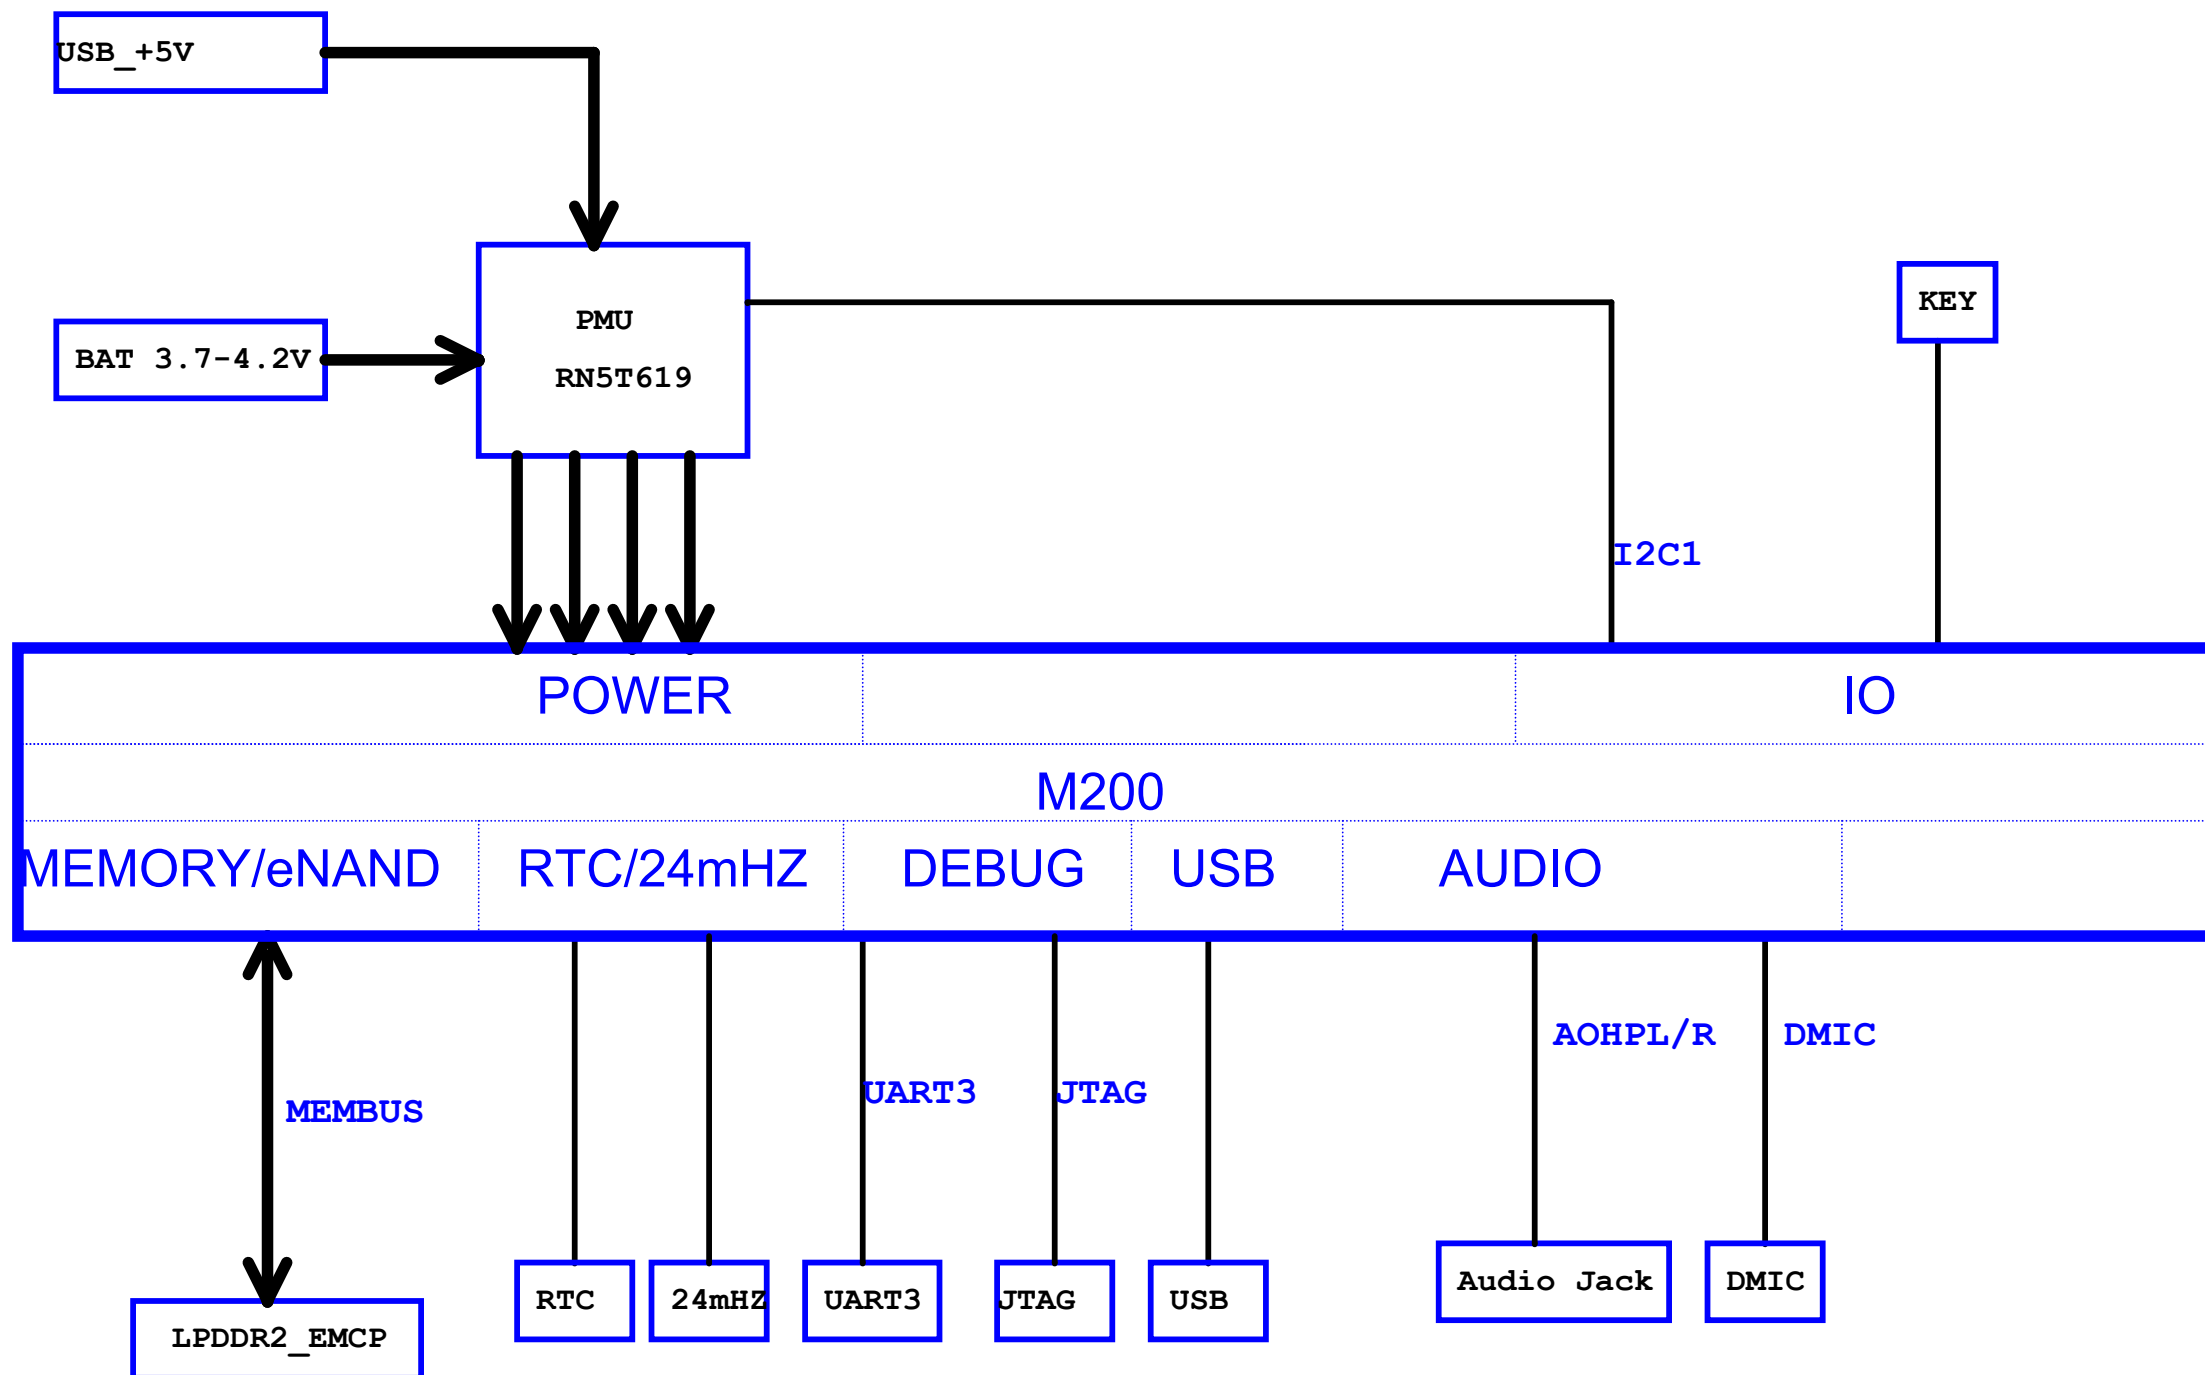 USB_+5V
PMU
RN5T619
BAT 3.7-4.2V
KEY
I2C1
POWER
IO
M200
MEMORY/eNAND
RTC/24mHZ
DEBUG
USB
AUDIO
MEMBUS
UART3
JTAG
AOHPL/R
DMIC
LPDDR2_EMCP
RTC
24mHZ
UART3
JTAG
USB
Audio Jack
DMIC